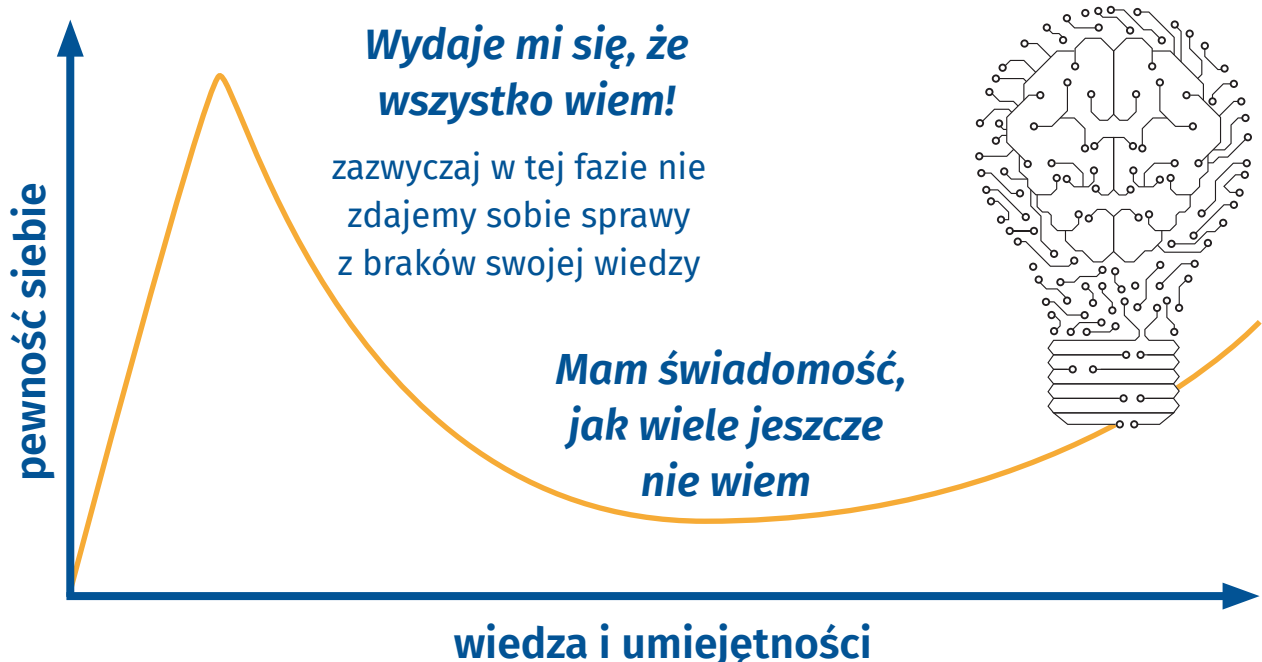 Wydaje mi się, że
wszystko wiem!
zazwyczaj w tej fazie nie
zdajemy sobie sprawy
z braków swojej wiedzy
Mam świadomość,
jak wiele jeszcze
nie wiem
pewność siebie
wiedza i umiejętności